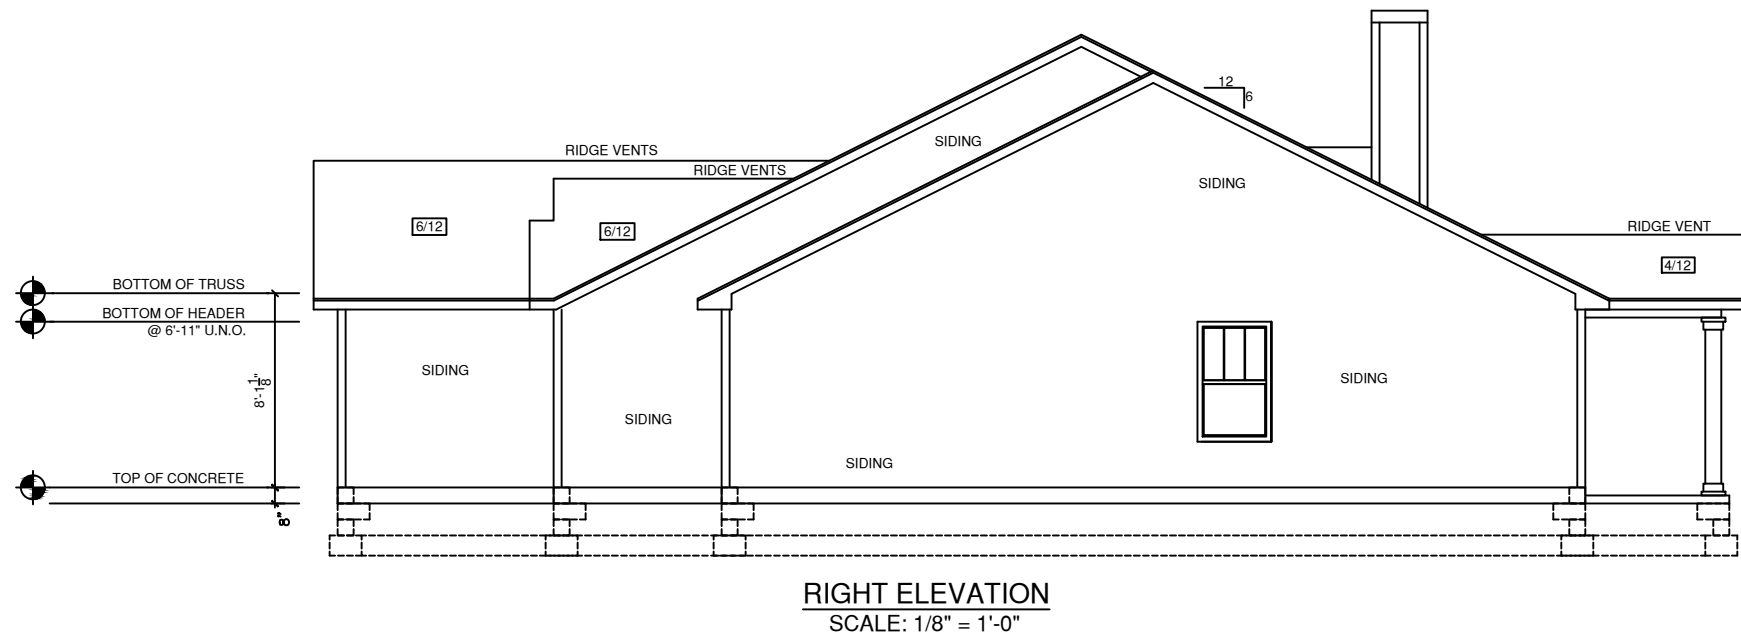 12
6
SIDING
RIDGE VENTS
RIDGE VENTS
SIDING
6/12
6/12
RIDGE VENT
4/12
BOTTOM OF TRUSS
BOTTOM OF HEADER
@ 6'-11" U.N.O.
8'-1 1/8"
SIDING
SIDING
SIDING
SIDING
TOP OF CONCRETE
8"
RIGHT ELEVATION
SCALE: 1/8" = 1'-0"